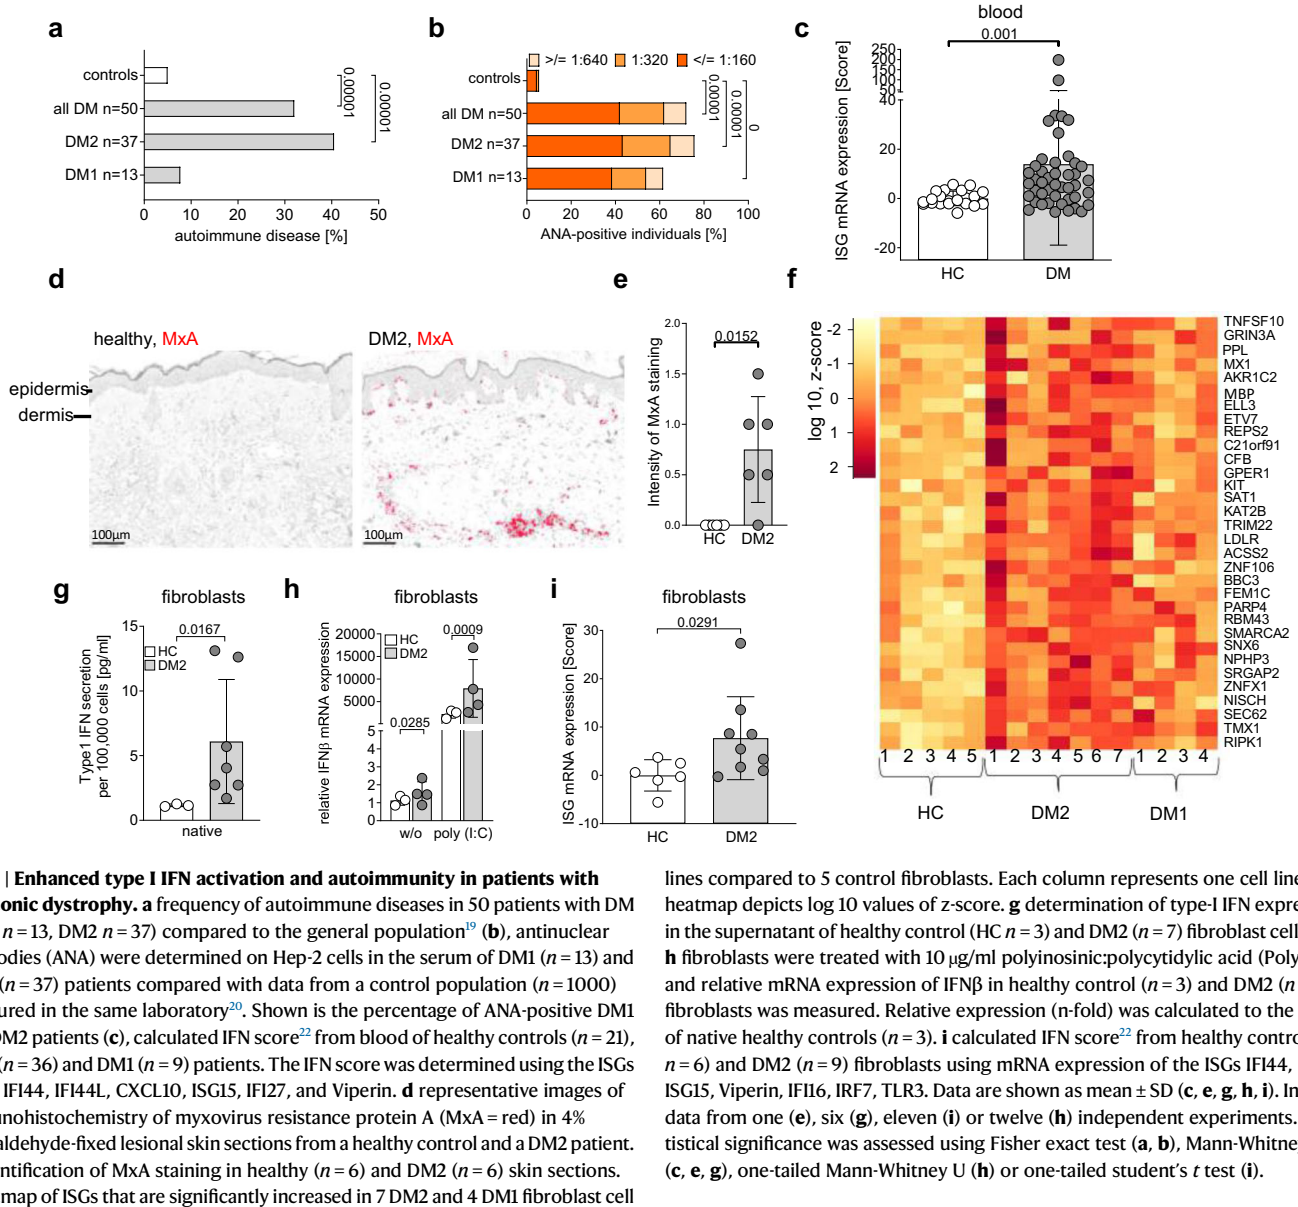 a
controls
all DM n=50
DM2 n=37
DM1 n=13
0.00001
0.00001
0 10 20 30 40 50
autoimmune disease [%]
b
>/= 1:640 1:320 </= 1:160
controls
all DM n=50
DM2 n=37
DM1 n=13
0.00001
0.00001
0
0 20 40 60 80 100
ANA-positive individuals [%]
c
blood
0.001
ISG mRNA expression [Score]
250
200
150
100
50
40
20
0
-20
HC DM
d
healthy, MxA
DM2, MxA
epidermis
dermis
100µm
100µm
e
Intensity of MxA staining
2.0
1.5
1.0
0.5
0.0
0.0152
HC DM2
f
log 10, z-score
-2
-1
0
1
2
TNFSF10
GRIN3A
PPL
MX1
AKR1C2
MBP
ELL3
ETV7
REPS2
C21orf91
CFB
GPER1
KIT
SAT1
KAT2B
TRIM22
LDLR
ACSS2
ZNF106
BBC3
FEM1C
PARP4
RBM43
SMARCA2
SNX6
NPHP3
SRGAP2
ZNFX1
NISCH
SEC62
TMX1
RIPK1
1 2 3 4 5 1 2 3 4 5 6 7 1 2 3 4
HC DM2 DM1
g
fibroblasts
0.0167
HC
DM2
Type1 IFN secretion
per 100,000 cells [pg/ml]
15
10
5
0
native
h
fibroblasts
HC
DM2
0.0009
0.0285
relative IFNβ mRNA expression
20000
15000
10000
5000
5
4
3
2
1
0
w/o poly (I:C)
i
fibroblasts
0.0291
ISG mRNA expression [Score]
30
20
10
0
-10
HC DM2
| Enhanced type I IFN activation and autoimmunity in patients with
onic dystrophy. a frequency of autoimmune diseases in 50 patients with DM
n = 13, DM2 n = 37) compared to the general population19 (b), antinuclear
odies (ANA) were determined on Hep-2 cells in the serum of DM1 (n = 13) and
(n = 37) patients compared with data from a control population (n = 1000)
ured in the same laboratory20. Shown is the percentage of ANA-positive DM1
DM2 patients (c), calculated IFN score22 from blood of healthy controls (n = 21),
(n = 36) and DM1 (n = 9) patients. The IFN score was determined using the ISGs
IFI44, IFI44L, CXCL10, ISG15, IFI27, and Viperin. d representative images of
unohistochemistry of myxovirus resistance protein A (MxA = red) in 4%
aldehyde-fixed lesional skin sections from a healthy control and a DM2 patient.
ntification of MxA staining in healthy (n = 6) and DM2 (n = 6) skin sections.
map of ISGs that are significantly increased in 7 DM2 and 4 DM1 fibroblast cell
lines compared to 5 control fibroblasts. Each column represents one cell line
heatmap depicts log 10 values of z-score. g determination of type-I IFN expre
in the supernatant of healthy control (HC n = 3) and DM2 (n = 7) fibroblast cell
h fibroblasts were treated with 10 µg/ml polyinosinic:polycytidylic acid (Poly
and relative mRNA expression of IFNβ in healthy control (n = 3) and DM2 (n
fibroblasts was measured. Relative expression (n-fold) was calculated to the
of native healthy controls (n = 3). i calculated IFN score22 from healthy contro
n = 6) and DM2 (n = 9) fibroblasts using mRNA expression of the ISGs IFI44,
ISG15, Viperin, IFI16, IRF7, TLR3. Data are shown as mean ± SD (c, e, g, h, i). In
data from one (e), six (g), eleven (i) or twelve (h) independent experiments.
tistical significance was assessed using Fisher exact test (a, b), Mann-Whitne
(c, e, g), one-tailed Mann-Whitney U (h) or one-tailed student's t test (i).